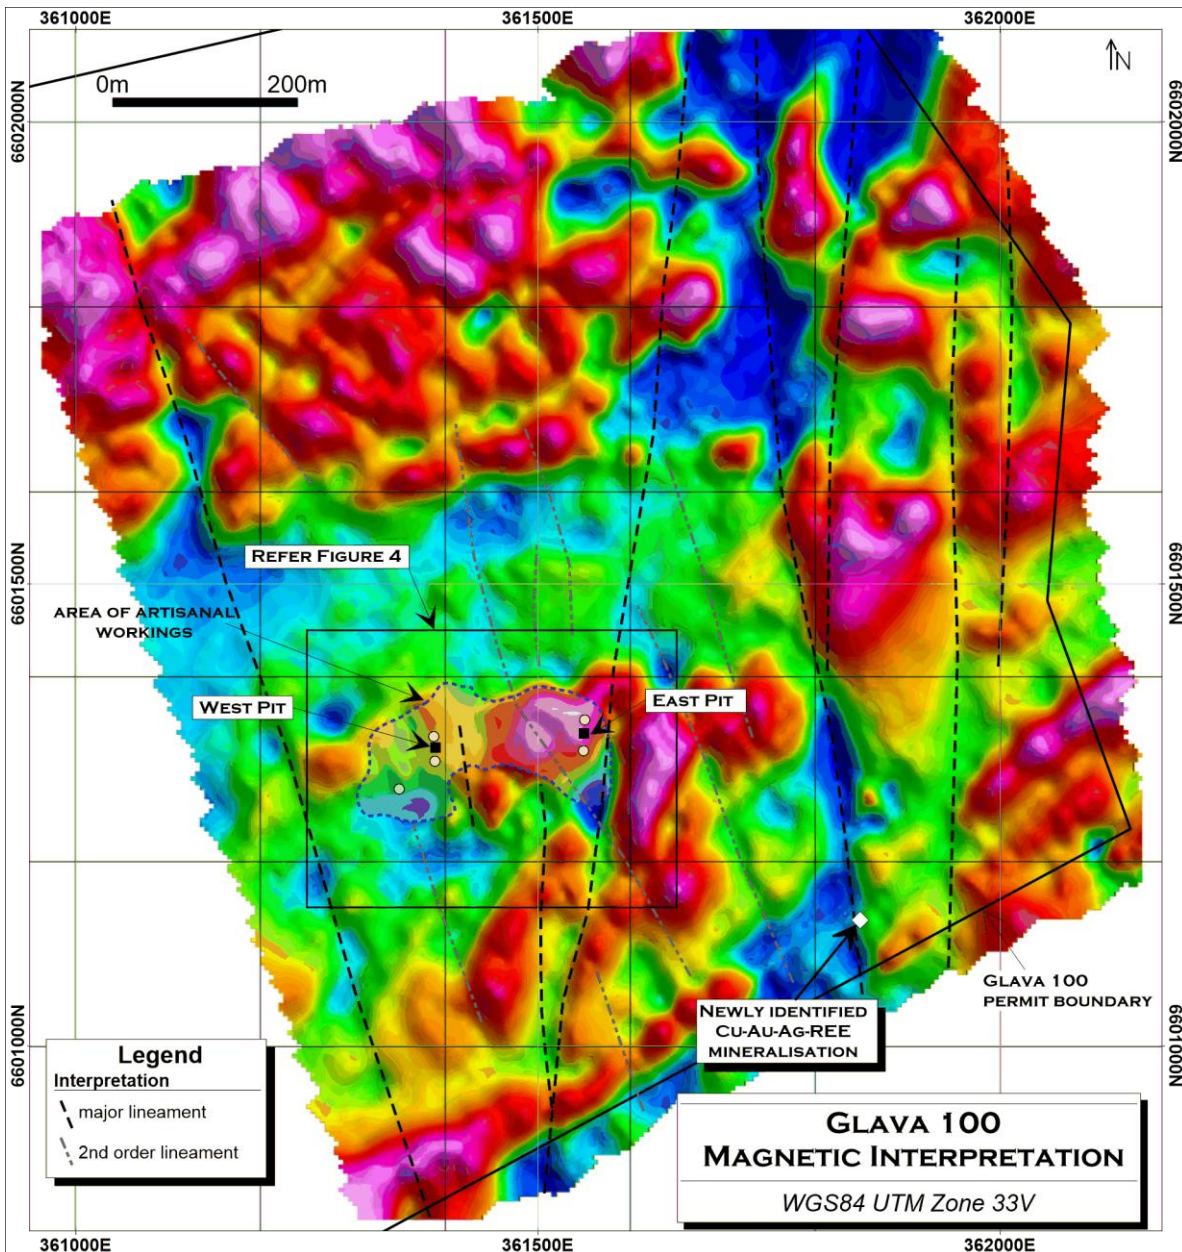 361000E
361500E
362000E
0m
200m
N
6602000N
6602000N
REFER FIGURE 4
6601500N
6601500N
AREA OF ARTISANAL
WORKINGS
WEST PIT
EAST PIT
GLAVA 100
PERMIT BOUNDARY
NEWLY IDENTIFIED
CU-AU-AG-REE
MINERALISATION
6601000N
6601000N
Legend
Interpretation
major lineament
2nd order lineament
GLAVA 100
MAGNETIC INTERPRETATION
WGS84 UTM Zone 33V
361000E
361500E
362000E